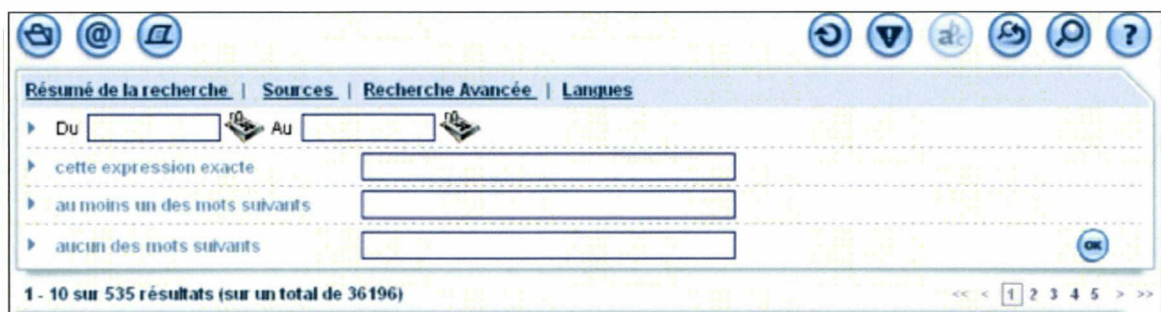 @ abc ?
Résumé de la recherche | Sources | Recherche Avancée | Langues
Du Au
cette expression exacte
au moins un des mots suivants
aucun des mots suivants OK
1 - 10 sur 535 résultats (sur un total de 36196) << < 1 2 3 4 5 > >>